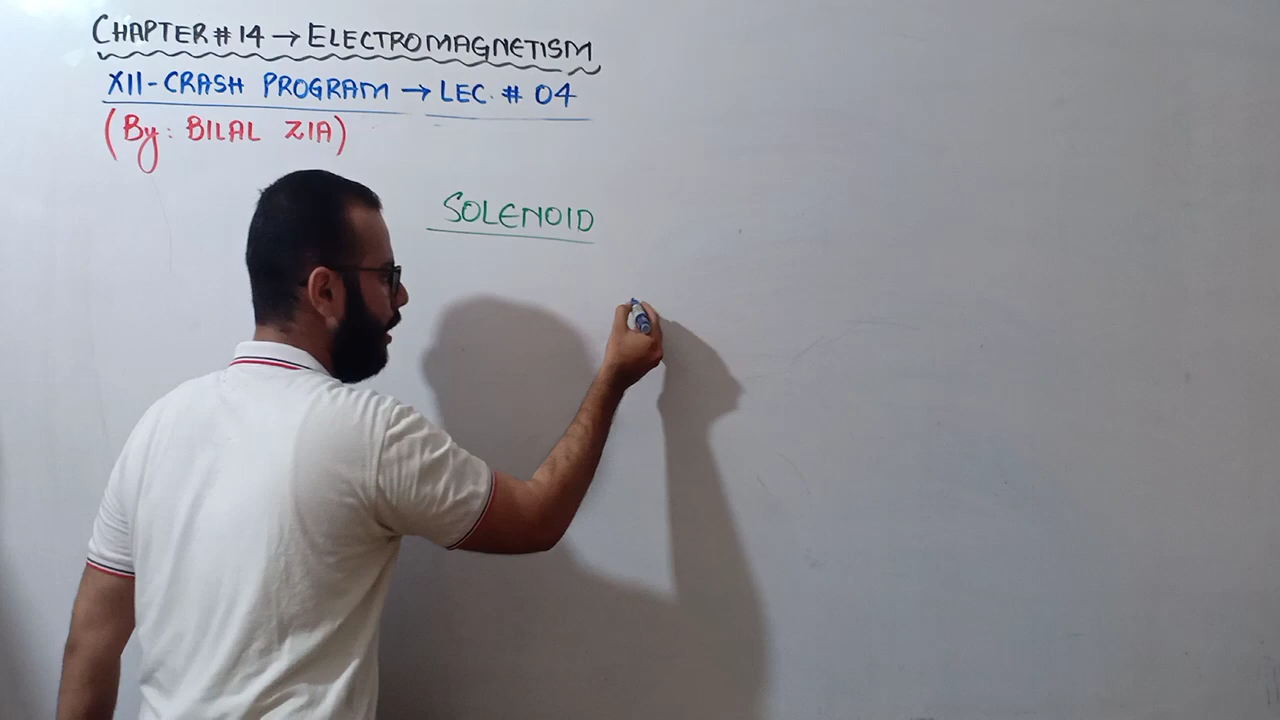 CHAPTER # 14 → ELECTROMAGNETISM
XII-CRASH PROGRAM → LEC. # 04
(By: BILAL ZIA)
SOLENOID